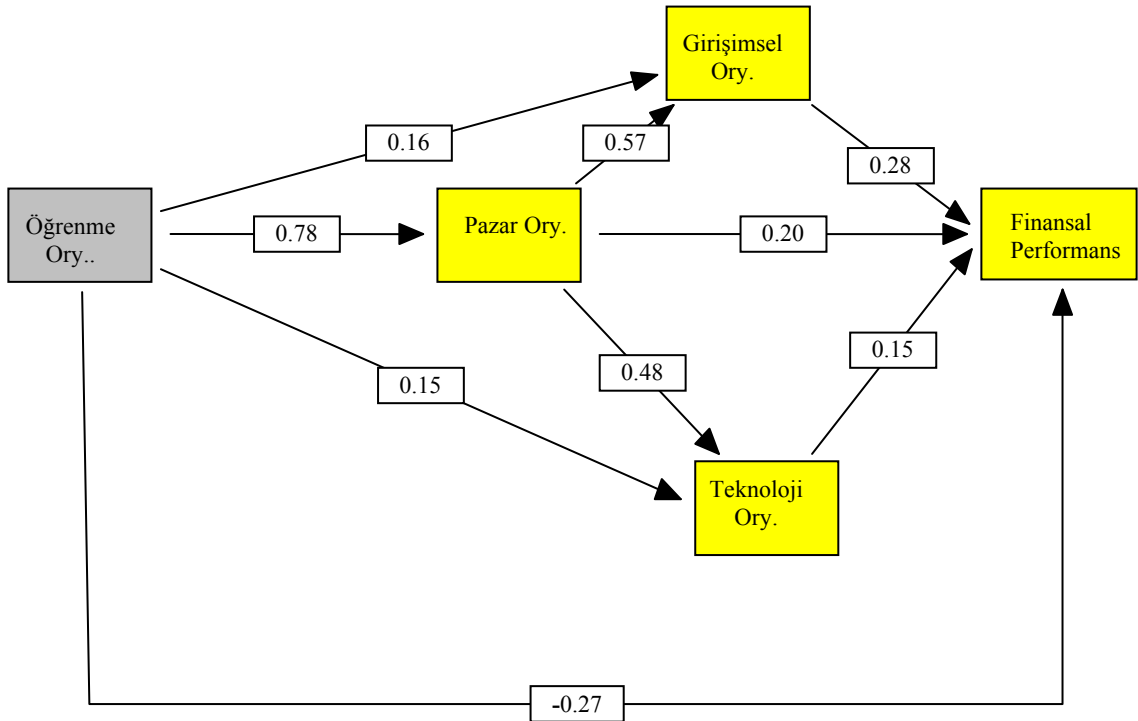 Girişimsel
Ory.
0.16
0.57
0.28
Öğrenme
Ory..
0.78
Pazar Ory.
0.20
Finansal
Performans
0.15
0.48
0.15
Teknoloji
Ory.
-0.27